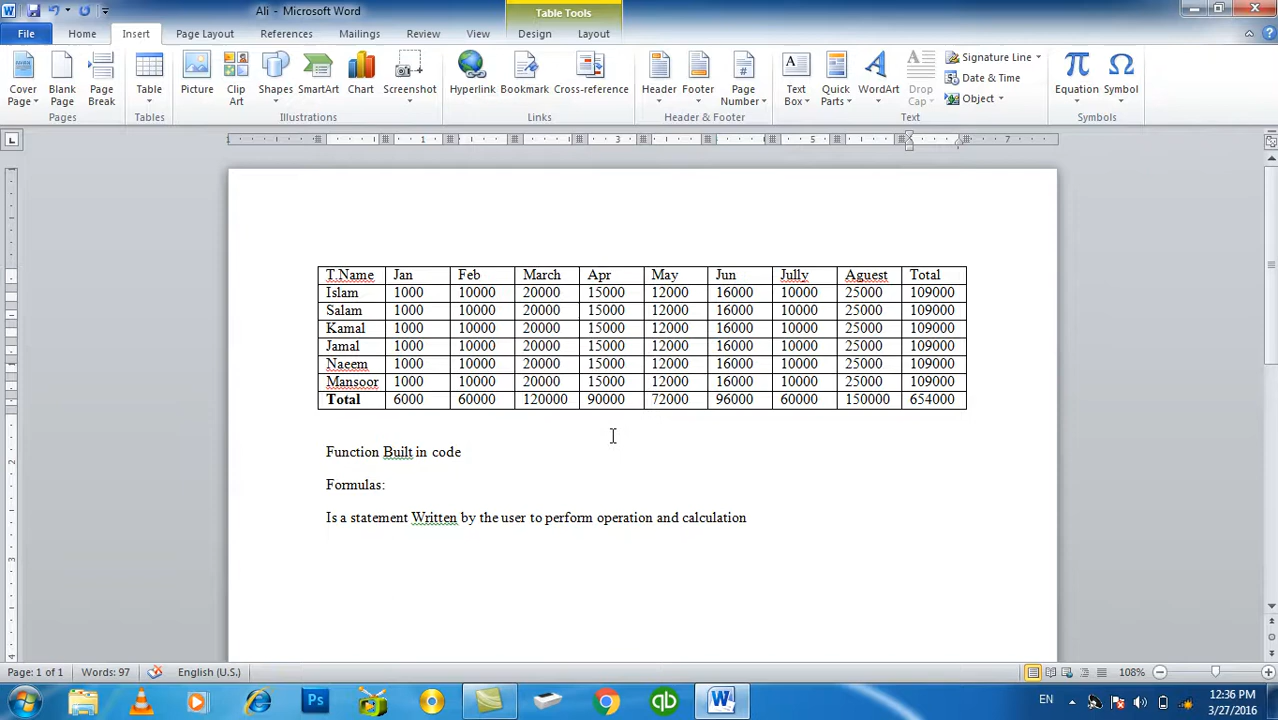 Ali - Microsoft Word
Table Tools
File Home Insert Page Layout References Mailings Review View Design Layout
Cover Page
Blank Page
Page Break
Table
Picture
Clip Art
Shapes
SmartArt
Chart
Screenshot
Hyperlink
Bookmark
Cross-reference
Header
Footer
Page Number
Text Box
Quick Parts
WordArt
Drop Cap
Signature Line
Date & Time
Object
Equation
Symbol
Pages Tables Illustrations Links Header & Footer Text Symbols
1 3 5 7
T.Name Jan Feb March Apr May Jun Jully Aguest Total
Islam 1000 10000 20000 15000 12000 16000 10000 25000 109000
Salam 1000 10000 20000 15000 12000 16000 10000 25000 109000
Kamal 1000 10000 20000 15000 12000 16000 10000 25000 109000
Jamal 1000 10000 20000 15000 12000 16000 10000 25000 109000
Naeem 1000 10000 20000 15000 12000 16000 10000 25000 109000
Mansoor 1000 10000 20000 15000 12000 16000 10000 25000 109000
Total 6000 60000 120000 90000 72000 96000 60000 150000 654000
Function Built in code
Formulas:
Is a statement Written by the user to perform operation and calculation
Page: 1 of 1 Words: 97 English (U.S.) 108%
Ps qb W EN 12:36 PM
3/27/2016